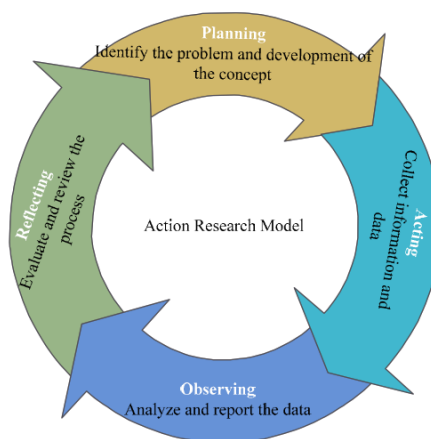 Planning
Identify the problem and development of
the concept
Acting
Collect information and
data
Observing
Analyze and report the data
Reflecting
Evaluate and review the
process
Action Research Model